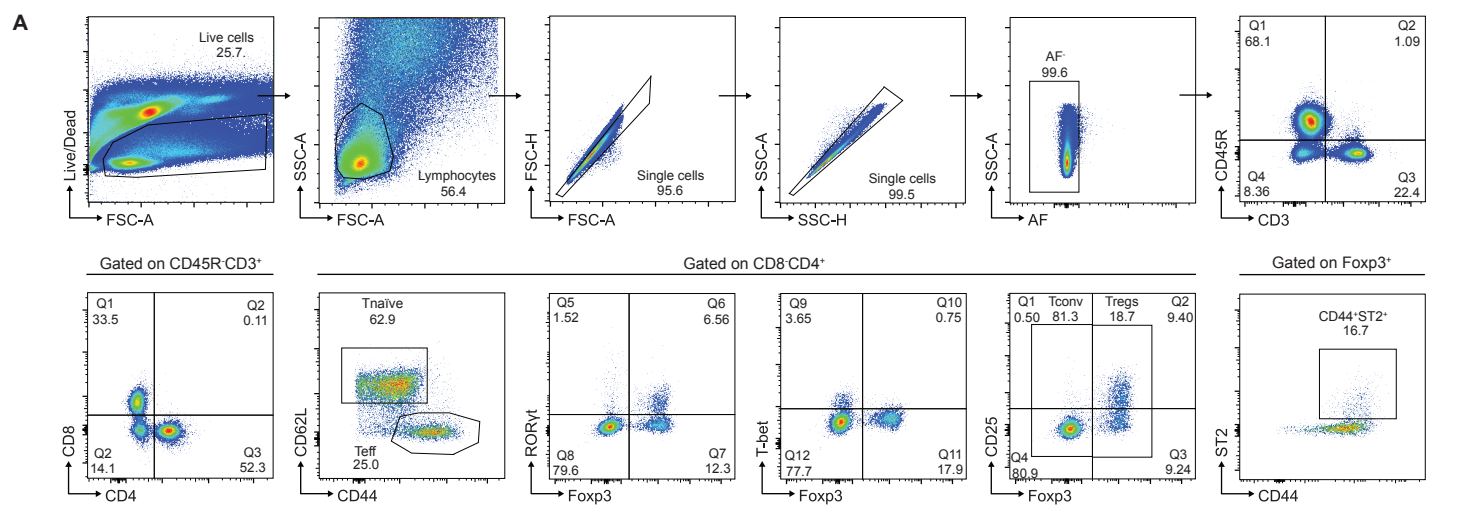 A
Live cells
25.7.
Live/Dead
FSC-A
SSC-A
Lymphocytes
56.4
FSC-A
FSC-H
Single cells
95.6
FSC-A
SSC-A
Single cells
99.5
SSC-H
AF-
99.6
SSC-A
AF
Q1
68.1
Q2
1.09
CD45R
Q4
8.36
Q3
22.4
CD3
Gated on CD45R-CD3+
Gated on CD8-CD4+
Gated on Foxp3+
Q1
33.5
Q2
0.11
CD8
Q2
14.1
Q3
52.3
CD4
Tnaïve
62.9
CD62L
Teff
25.0
CD44
Q5
1.52
Q6
6.56
RORγt
Q8
79.6
Q7
12.3
Foxp3
Q9
3.65
Q10
0.75
T-bet
Q12
77.7
Q11
17.9
Foxp3
Q1 Tconv Tregs Q2
0.50 81.3 18.7 9.40
CD25
Q4
80.9
Q3
9.24
Foxp3
CD44+ST2+
16.7
ST2
CD44